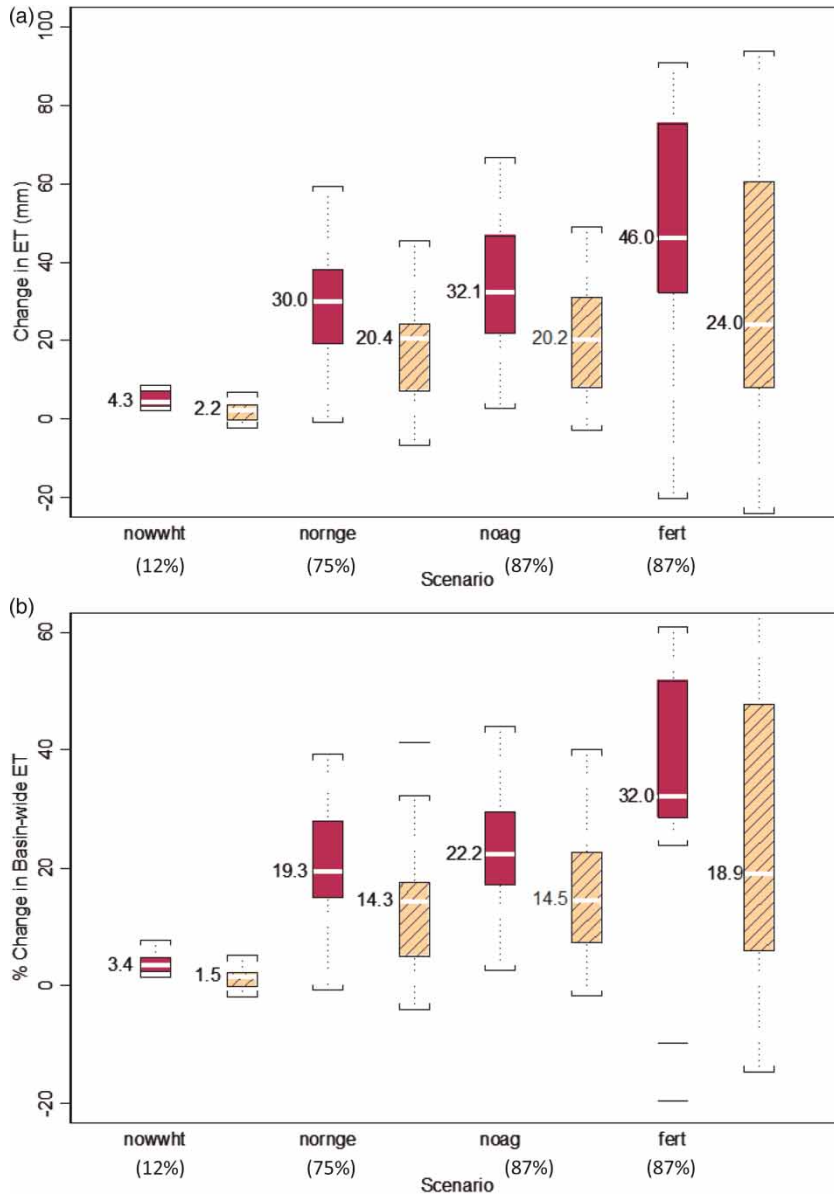 (a)
100
80
60
40
20
0
-20
Change in ET (mm)
4.3
2.2
30.0
20.4
32.1
20.2
46.0
24.0
nowwht nornge noag fert
(12%) (75%) (87%) (87%)
Scenario
(b)
60
40
20
0
-20
% Change in Basin-wide ET
3.4
1.5
19.3
14.3
22.2
14.5
32.0
18.9
nowwht nornge noag fert
(12%) (75%) (87%) (87%)
Scenario